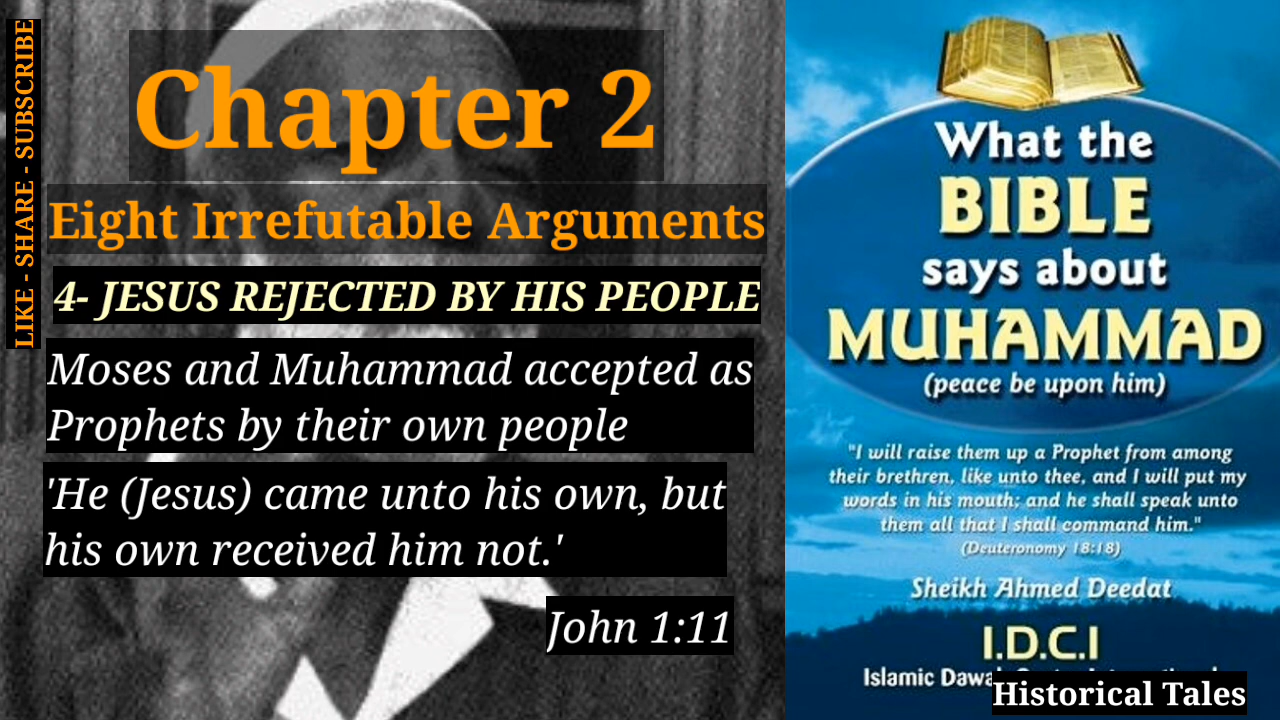 LIKE - SHARE - SUBSCRIBE
Chapter 2
Eight Irrefutable Arguments
4- JESUS REJECTED BY HIS PEOPLE
Moses and Muhammad accepted as
Prophets by their own people
'He (Jesus) came unto his own, but
his own received him not.'
John 1:11
What the
BIBLE
says about
MUHAMMAD
(peace be upon him)
"I will raise them up a Prophet from among
their brethren, like unto thee, and I will put my
words in his mouth; and he shall speak unto
them all that I shall command him."
(Deuteronomy 18:18)
Sheikh Ahmed Deedat
I.D.C.I
Islamic
Historical Tales